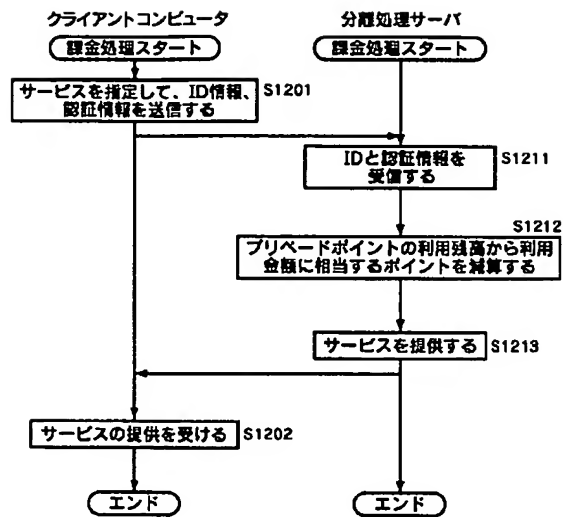 クライアントコンピュータ
分離処理サーバ
課金処理スタート
課金処理スタート
サービスを指定して、ID情報、
認証情報を送信する
S1201
IDと認証情報を
受信する
S1211
S1212
プリペードポイントの利用残高から利用
金額に相当するポイントを減算する
サービスを提供する
S1213
サービスの提供を受ける
S1202
エンド
エンド